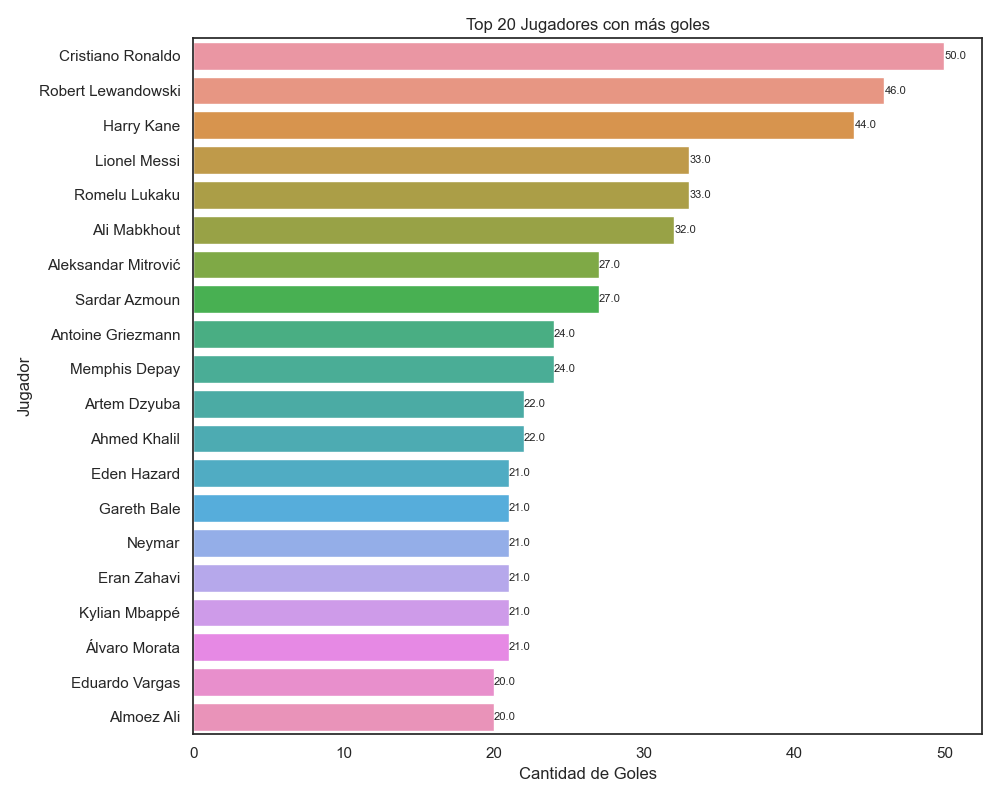 Top 20 Jugadores con más goles
Jugador
Cristiano Ronaldo 50.0
Robert Lewandowski 46.0
Harry Kane 44.0
Lionel Messi 33.0
Romelu Lukaku 33.0
Ali Mabkhout 32.0
Aleksandar Mitrović 27.0
Sardar Azmoun 27.0
Antoine Griezmann 24.0
Memphis Depay 24.0
Artem Dzyuba 22.0
Ahmed Khalil 22.0
Eden Hazard 21.0
Gareth Bale 21.0
Neymar 21.0
Eran Zahavi 21.0
Kylian Mbappé 21.0
Álvaro Morata 21.0
Eduardo Vargas 20.0
Almoez Ali 20.0
0 10 20 30 40 50
Cantidad de Goles